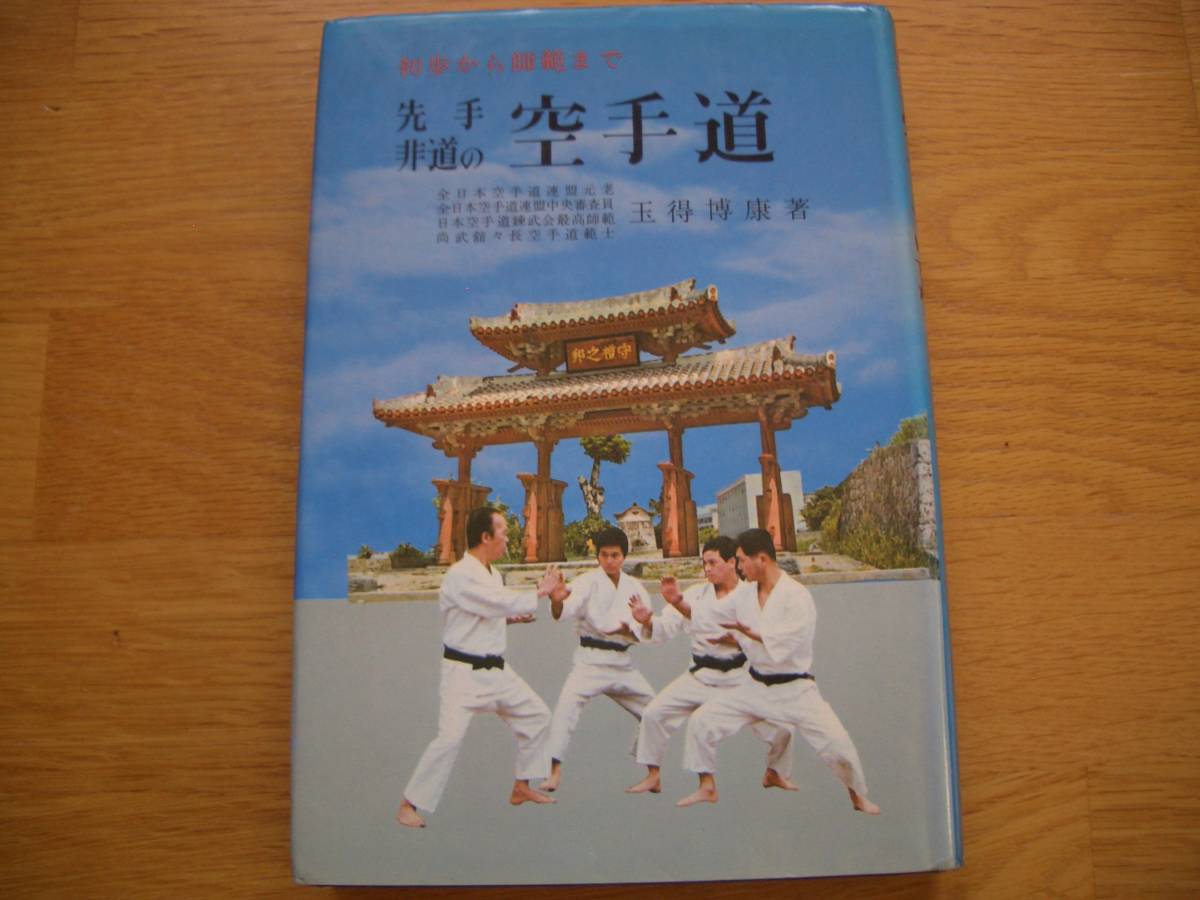 初歩から師範まで
先手
非道の
空手道
全日本空手道連盟元老
全日本空手道連盟中央審査員
日本空手道錬武会最高師範
尚武舘々長空手道範士
玉得博康著
守禮之邦